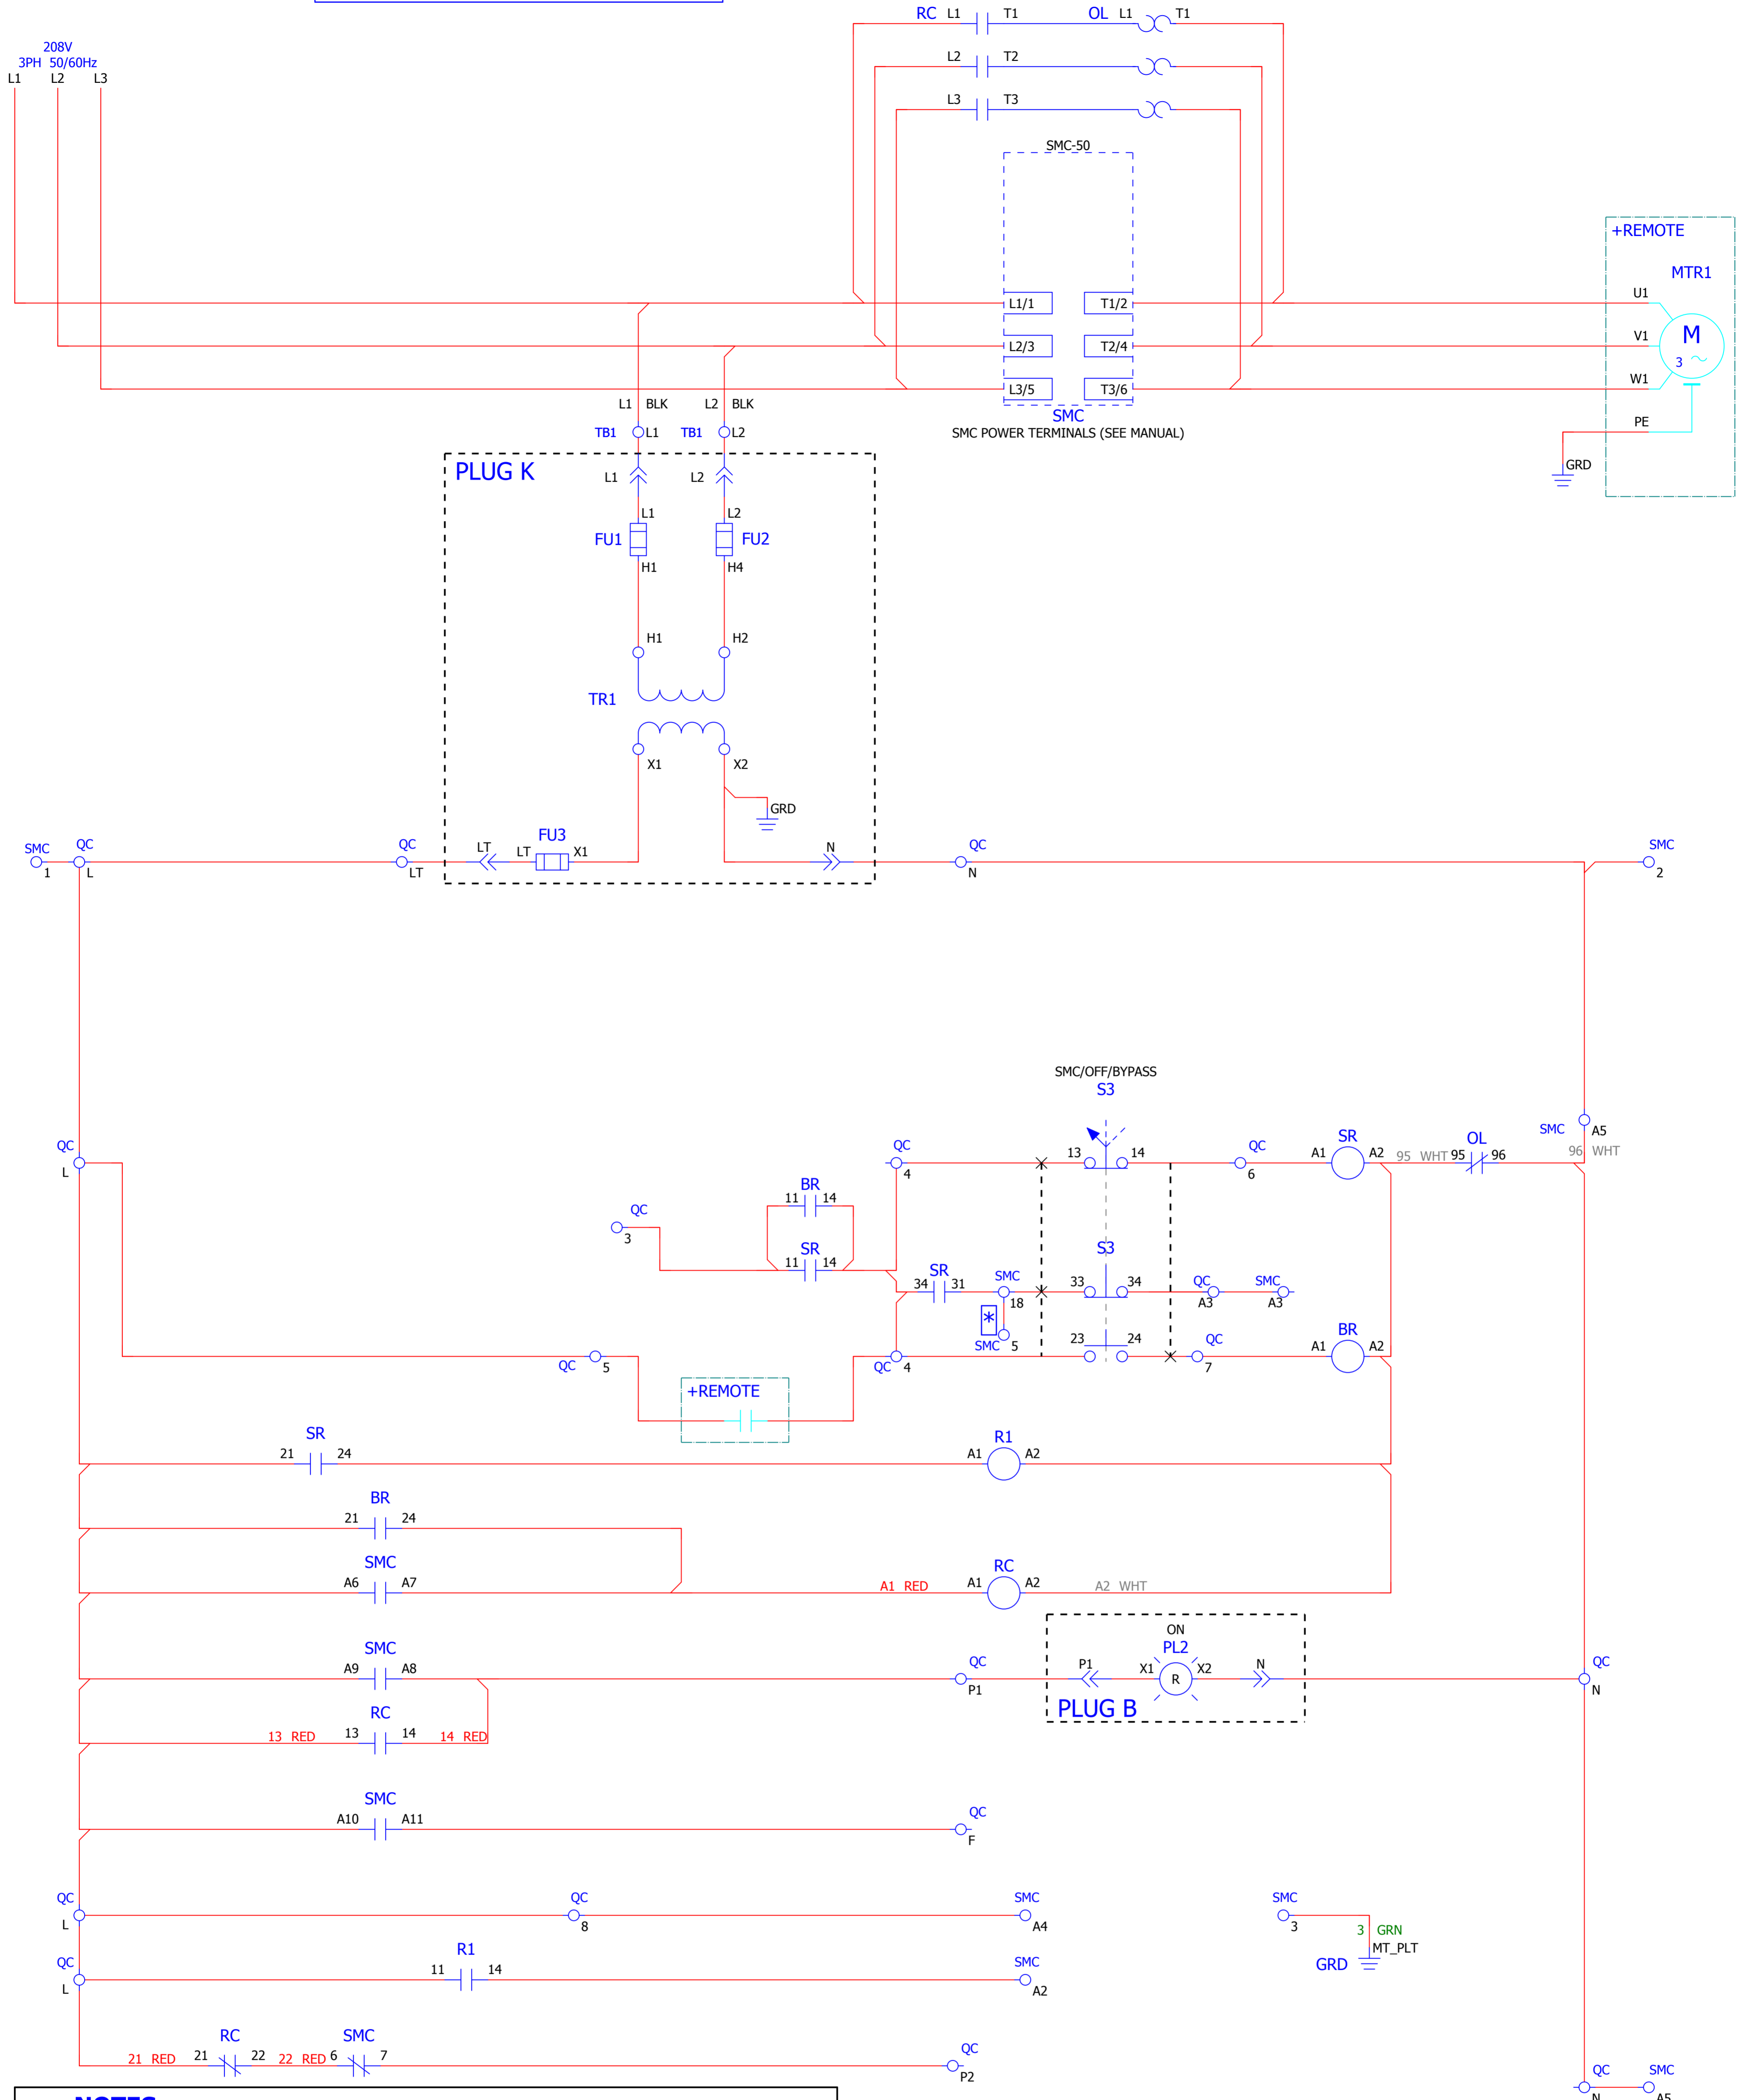 RC L1 T1 OL L1 T1
208V
3PH 50/60Hz
L1 L2 L3
L2 T2
L3 T3
SMC-50
+REMOTE
MTR1
L1/1 T1/2 U1
L2/3 T2/4 V1
M
3
L3/5 T3/6 W1
L1 BLK L2 BLK
SMC
SMC POWER TERMINALS (SEE MANUAL)
PE
TB1 L1 TB1 L2
PLUG K
L1 L2
GRD
L1 L2
FU1 FU2
H1 H4
H1 H2
TR1
X1 X2
GRD
SMC QC QC FU3 QC SMC
LT LT X1 N
1 L LT N 2
SMC/OFF/BYPASS
S3
SMC A5
QC QC 13 14 QC SR OL
A1 A2 95 WHT 95 96 96 WHT
L 4 6
BR
11 14
QC
3
SR
11 14
S3
SR SMC QC SMC
34 31 33 34
18 A3 A3
*
SMC 5
23 24 QC BR
A1 A2
QC 5 QC 4 7
+REMOTE
SR R1
21 24 A1 A2
BR
21 24
SMC RC
A6 A7 A1 RED A1 A2 A2 WHT
ON
SMC PL2
A9 A8 QC P1 X1 R X2 N QC
P1 N
PLUG B
RC
13 RED 13 14 14 RED
SMC
A10 A11 QC
F
QC QC SMC SMC
L 8 A4 3
3 GRN
MT_PLT
GRD
QC R1 SMC
11 14
L A2
RC SMC
21 RED 21 22 22 RED 6 7 QC
P2
QC SMC
N A5
NOTES